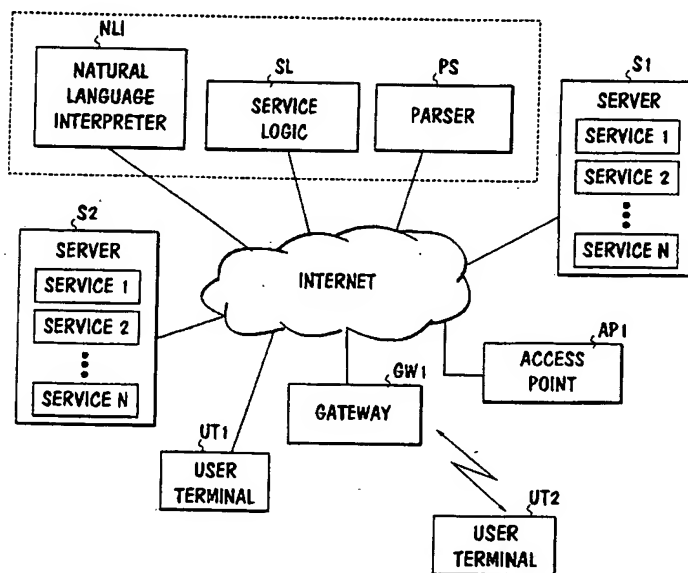 NLI
NATURAL
LANGUAGE
INTERPRETER
SL
SERVICE
LOGIC
PS
PARSER
S1
SERVER
SERVICE 1
SERVICE 2
SERVICE N
S2
SERVER
SERVICE 1
SERVICE 2
SERVICE N
INTERNET
AP1
ACCESS
POINT
GW1
GATEWAY
UT1
USER
TERMINAL
UT2
USER
TERMINAL